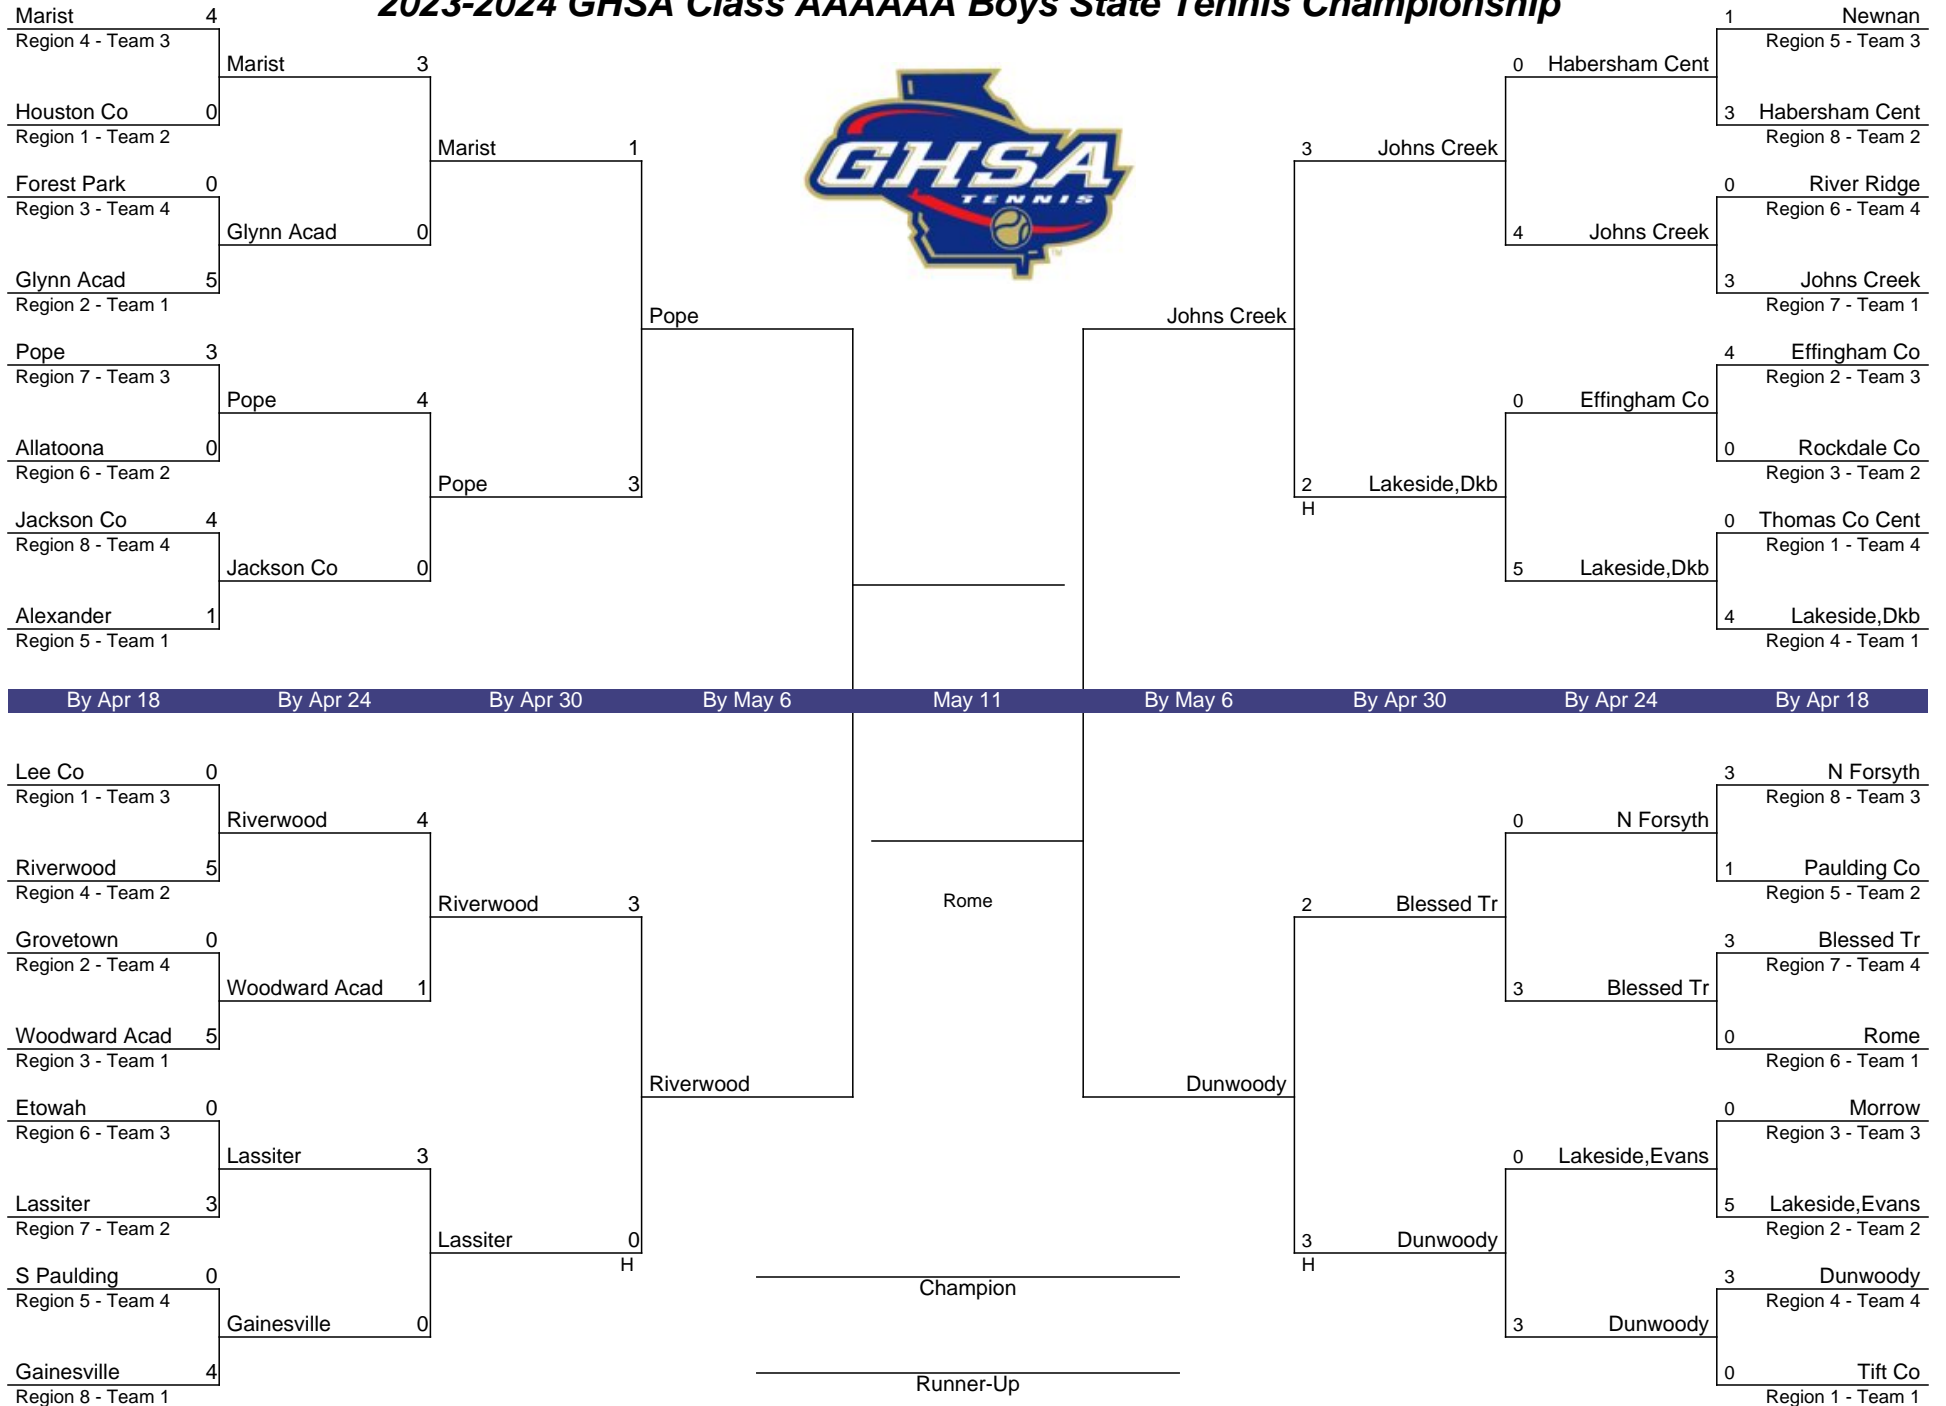 2023-2024 GHSA Class AAAAAA Boys State Tennis Championship
GHSA
TENNIS
TM
Marist 4
Region 4 - Team 3
Houston Co 0
Region 1 - Team 2
Forest Park 0
Region 3 - Team 4
Glynn Acad 5
Region 2 - Team 1
Pope 3
Region 7 - Team 3
Allatoona 0
Region 6 - Team 2
Jackson Co 4
Region 8 - Team 4
Alexander 1
Region 5 - Team 1
Marist 3
Glynn Acad 0
Pope 4
Jackson Co 0
Marist 1
Pope 3
Pope
Johns Creek
3 Johns Creek
2 Lakeside,Dkb
H
0 Habersham Cent
4 Johns Creek
0 Effingham Co
5 Lakeside,Dkb
1 Newnan
Region 5 - Team 3
3 Habersham Cent
Region 8 - Team 2
0 River Ridge
Region 6 - Team 4
3 Johns Creek
Region 7 - Team 1
4 Effingham Co
Region 2 - Team 3
0 Rockdale Co
Region 3 - Team 2
0 Thomas Co Cent
Region 1 - Team 4
4 Lakeside,Dkb
Region 4 - Team 1
By Apr 18 By Apr 24 By Apr 30 By May 6 May 11 By May 6 By Apr 30 By Apr 24 By Apr 18
Lee Co 0
Region 1 - Team 3
Riverwood 5
Region 4 - Team 2
Grovetown 0
Region 2 - Team 4
Woodward Acad 5
Region 3 - Team 1
Etowah 0
Region 6 - Team 3
Lassiter 3
Region 7 - Team 2
S Paulding 0
Region 5 - Team 4
Gainesville 4
Region 8 - Team 1
Riverwood 4
Woodward Acad 1
Lassiter 3
Gainesville 0
Riverwood 3
Lassiter 0
H
Riverwood
Rome
Champion
Runner-Up
Dunwoody
2 Blessed Tr
3 Dunwoody
H
0 N Forsyth
3 Blessed Tr
0 Lakeside,Evans
3 Dunwoody
3 N Forsyth
Region 8 - Team 3
1 Paulding Co
Region 5 - Team 2
3 Blessed Tr
Region 7 - Team 4
0 Rome
Region 6 - Team 1
0 Morrow
Region 3 - Team 3
5 Lakeside,Evans
Region 2 - Team 2
3 Dunwoody
Region 4 - Team 4
0 Tift Co
Region 1 - Team 1